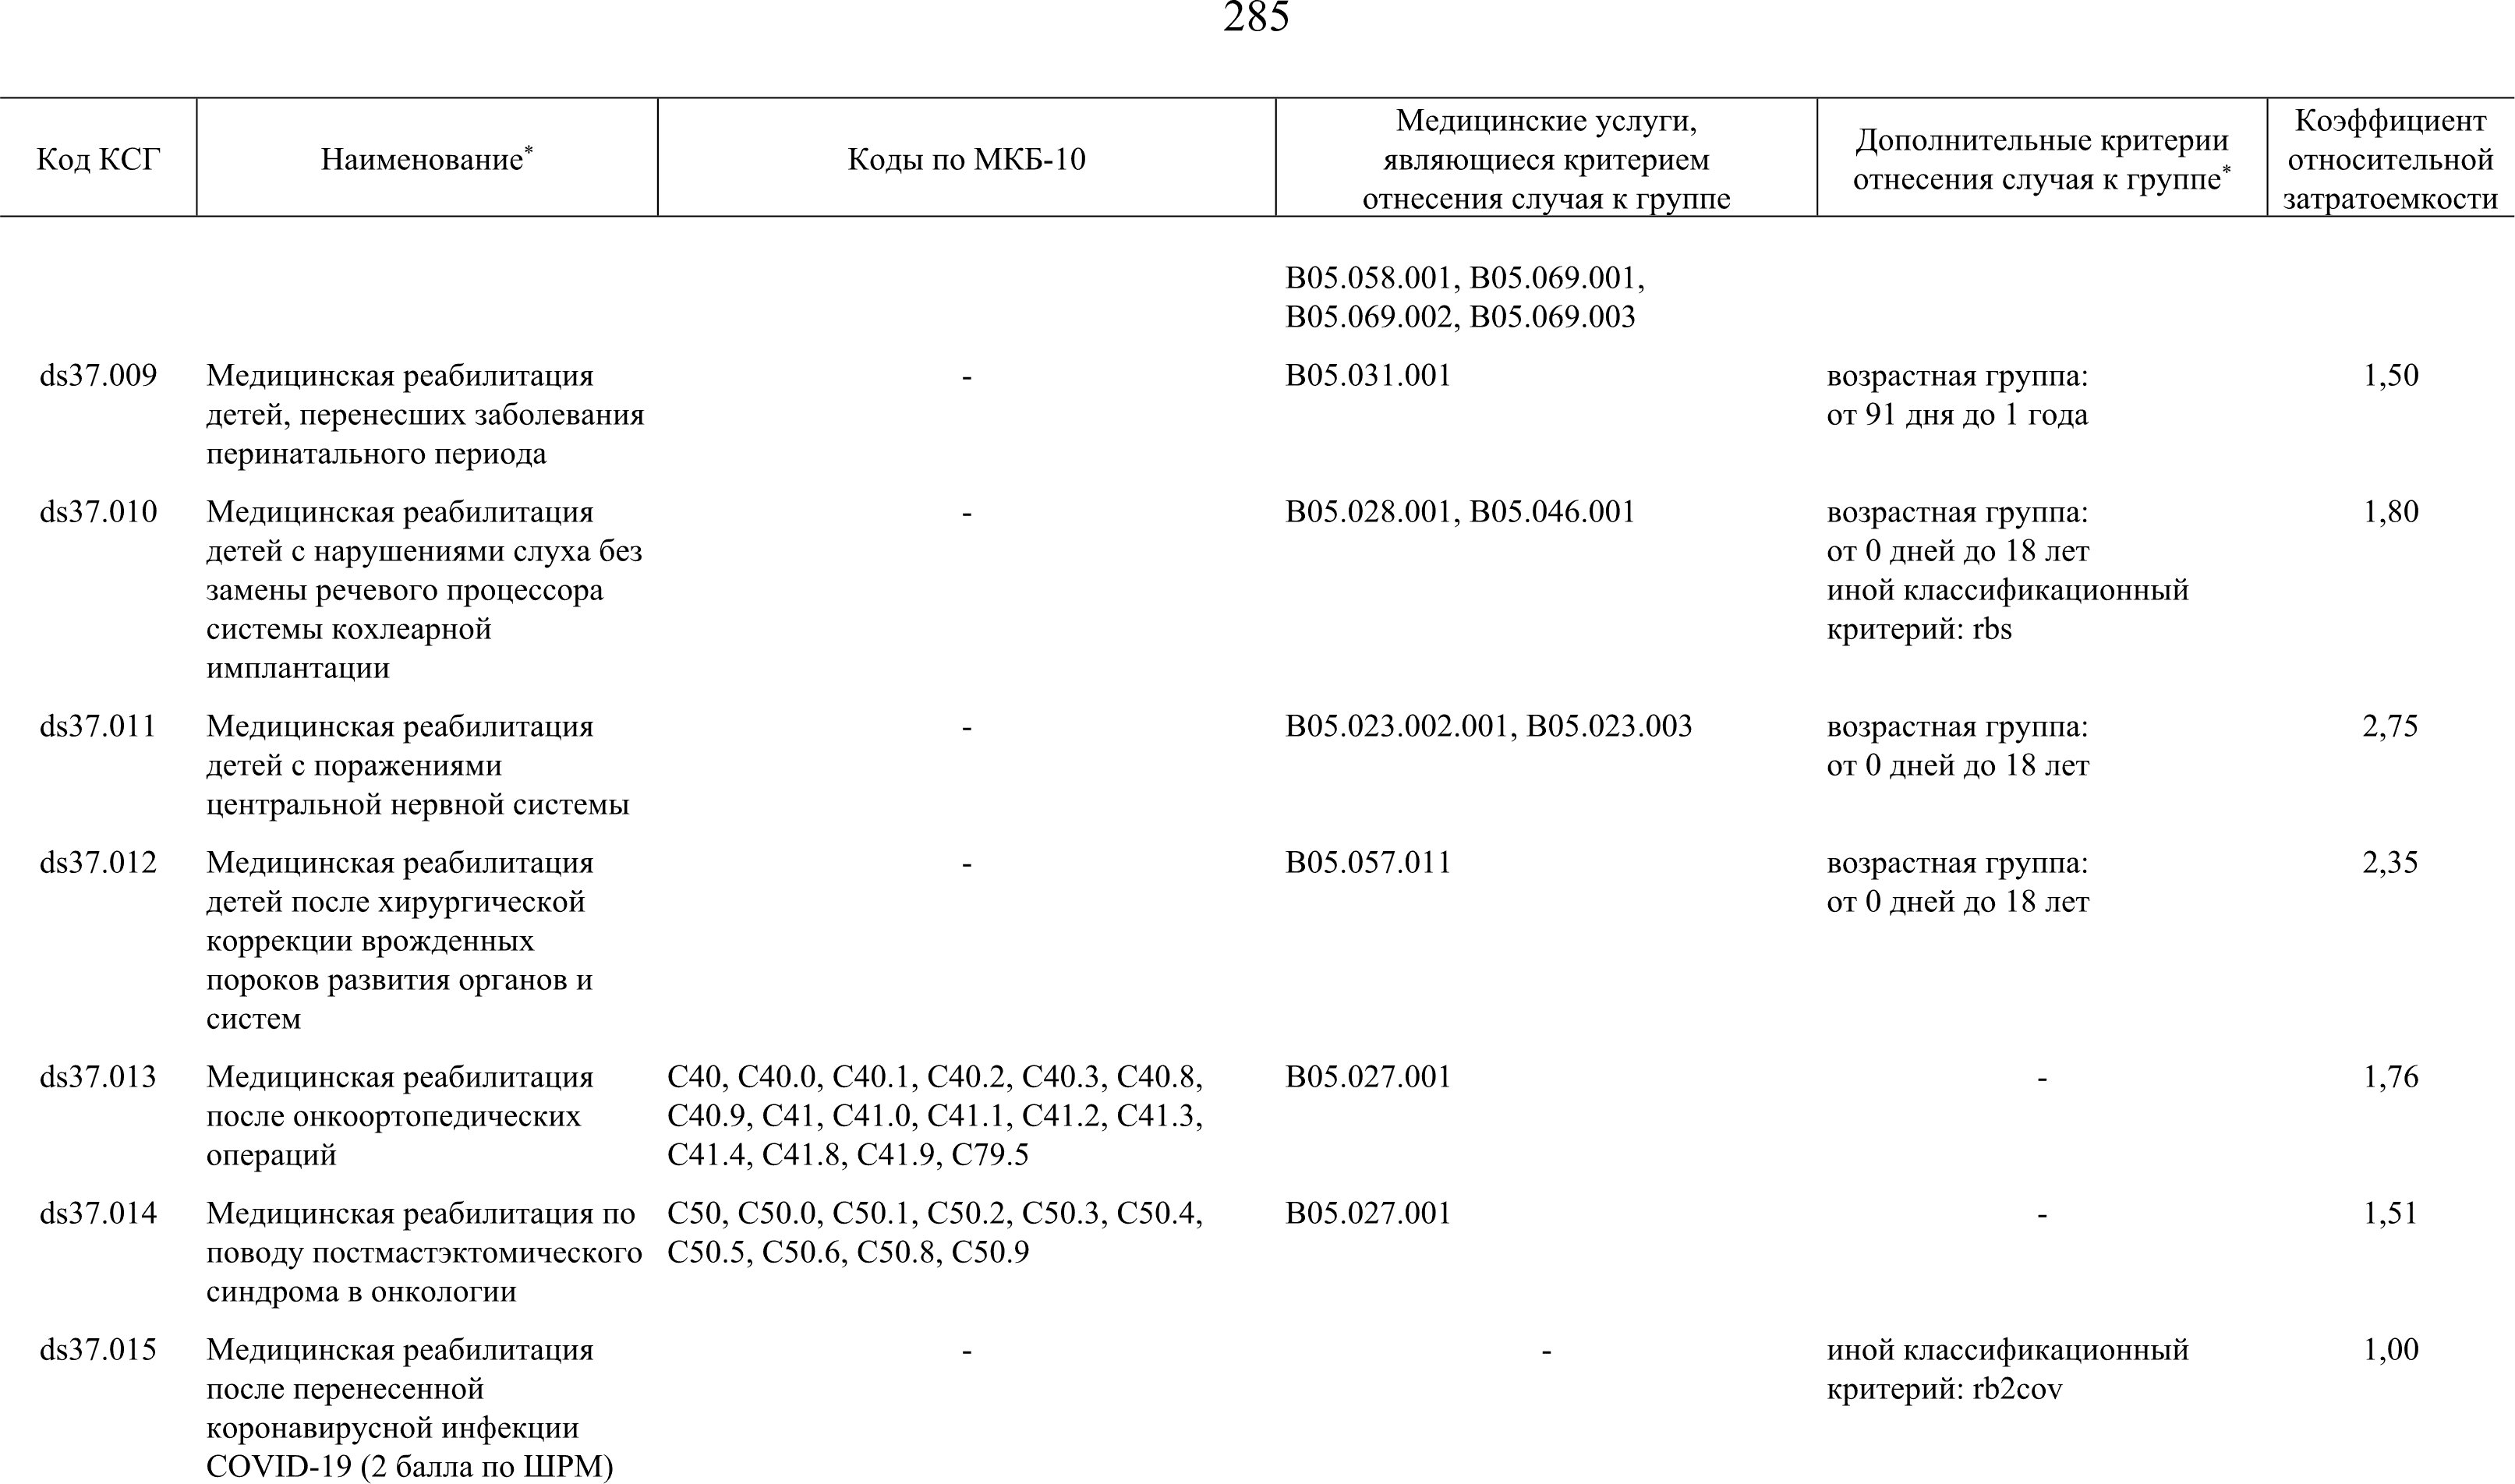 285
Код КСГ
Наименование*
Коды по МКБ-10
Медицинские услуги,
являющиеся критерием
отнесения случая к группе
Дополнительные критерии
отнесения случая к группе*
Коэффициент
относительной
затратоемкости
B05.058.001, B05.069.001,
B05.069.002, B05.069.003
ds37.009
Медицинская реабилитация
детей, перенесших заболевания
перинатального периода
-
B05.031.001
возрастная группа:
от 91 дня до 1 года
1,50
ds37.010
Медицинская реабилитация
детей с нарушениями слуха без
замены речевого процессора
системы кохлеарной
имплантации
-
B05.028.001, B05.046.001
возрастная группа:
от 0 дней до 18 лет
иной классификационный
критерий: rbs
1,80
ds37.011
Медицинская реабилитация
детей с поражениями
центральной нервной системы
-
B05.023.002.001, B05.023.003
возрастная группа:
от 0 дней до 18 лет
2,75
ds37.012
Медицинская реабилитация
детей после хирургической
коррекции врожденных
пороков развития органов и
систем
-
B05.057.011
возрастная группа:
от 0 дней до 18 лет
2,35
ds37.013
Медицинская реабилитация
после онкоортопедических
операций
C40, C40.0, C40.1, C40.2, C40.3, C40.8,
C40.9, C41, C41.0, C41.1, C41.2, C41.3,
C41.4, C41.8, C41.9, C79.5
B05.027.001
-
1,76
ds37.014
Медицинская реабилитация по
поводу постмастэктомического
синдрома в онкологии
C50, C50.0, C50.1, C50.2, C50.3, C50.4,
C50.5, C50.6, C50.8, C50.9
B05.027.001
-
1,51
ds37.015
Медицинская реабилитация
после перенесенной
коронавирусной инфекции
COVID-19 (2 балла по ШРМ)
-
-
иной классификационный
критерий: rb2cov
1,00